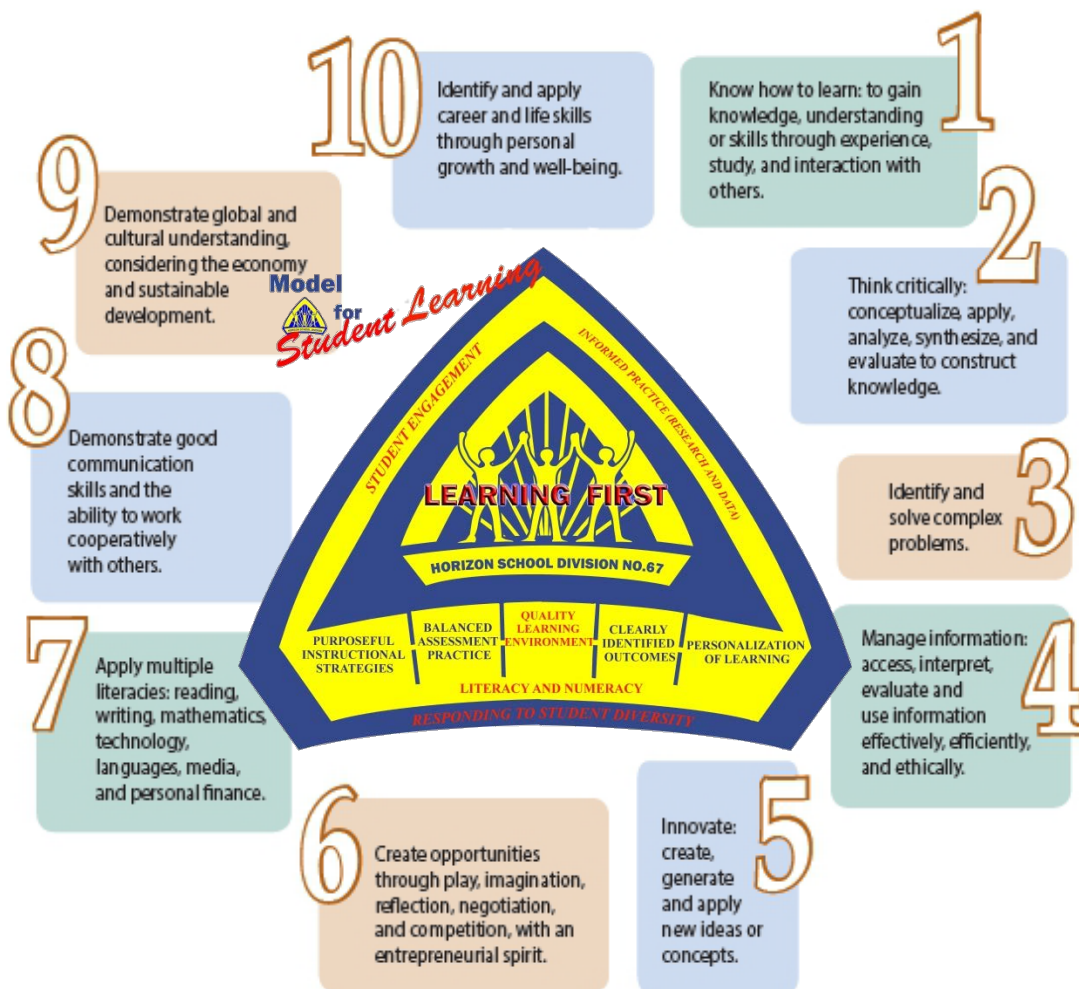 1
Know how to learn: to gain
knowledge, understanding
or skills through experience,
study, and interaction with
others.
2
Think critically:
conceptualize, apply,
analyze, synthesize, and
evaluate to construct
knowledge.
3
Identify and
solve complex
problems.
4
Manage information:
access, interpret,
evaluate and
use information
effectively, efficiently,
and ethically.
5
Innovate:
create,
generate
and apply
new ideas or
concepts.
6
Create opportunities
through play, imagination,
reflection, negotiation,
and competition, with an
entrepreneurial spirit.
7
Apply multiple
literacies: reading,
writing, mathematics,
technology,
languages, media,
and personal finance.
8
Demonstrate good
communication
skills and the
ability to work
cooperatively
with others.
9
Demonstrate global and
cultural understanding,
considering the economy
and sustainable
development.
10
Identify and apply
career and life skills
through personal
growth and well-being.
Model
for
Student Learning
STUDENT ENGAGEMENT
INFORMED PRACTICE (RESEARCH AND DATA)
LEARNING FIRST
HORIZON SCHOOL DIVISION NO.67
PURPOSEFUL
INSTRUCTIONAL
STRATEGIES
BALANCED
ASSESSMENT
PRACTICE
QUALITY
LEARNING
ENVIRONMENT
CLEARLY
IDENTIFIED
OUTCOMES
PERSONALIZATION
OF LEARNING
LITERACY AND NUMERACY
RESPONDING TO STUDENT DIVERSITY